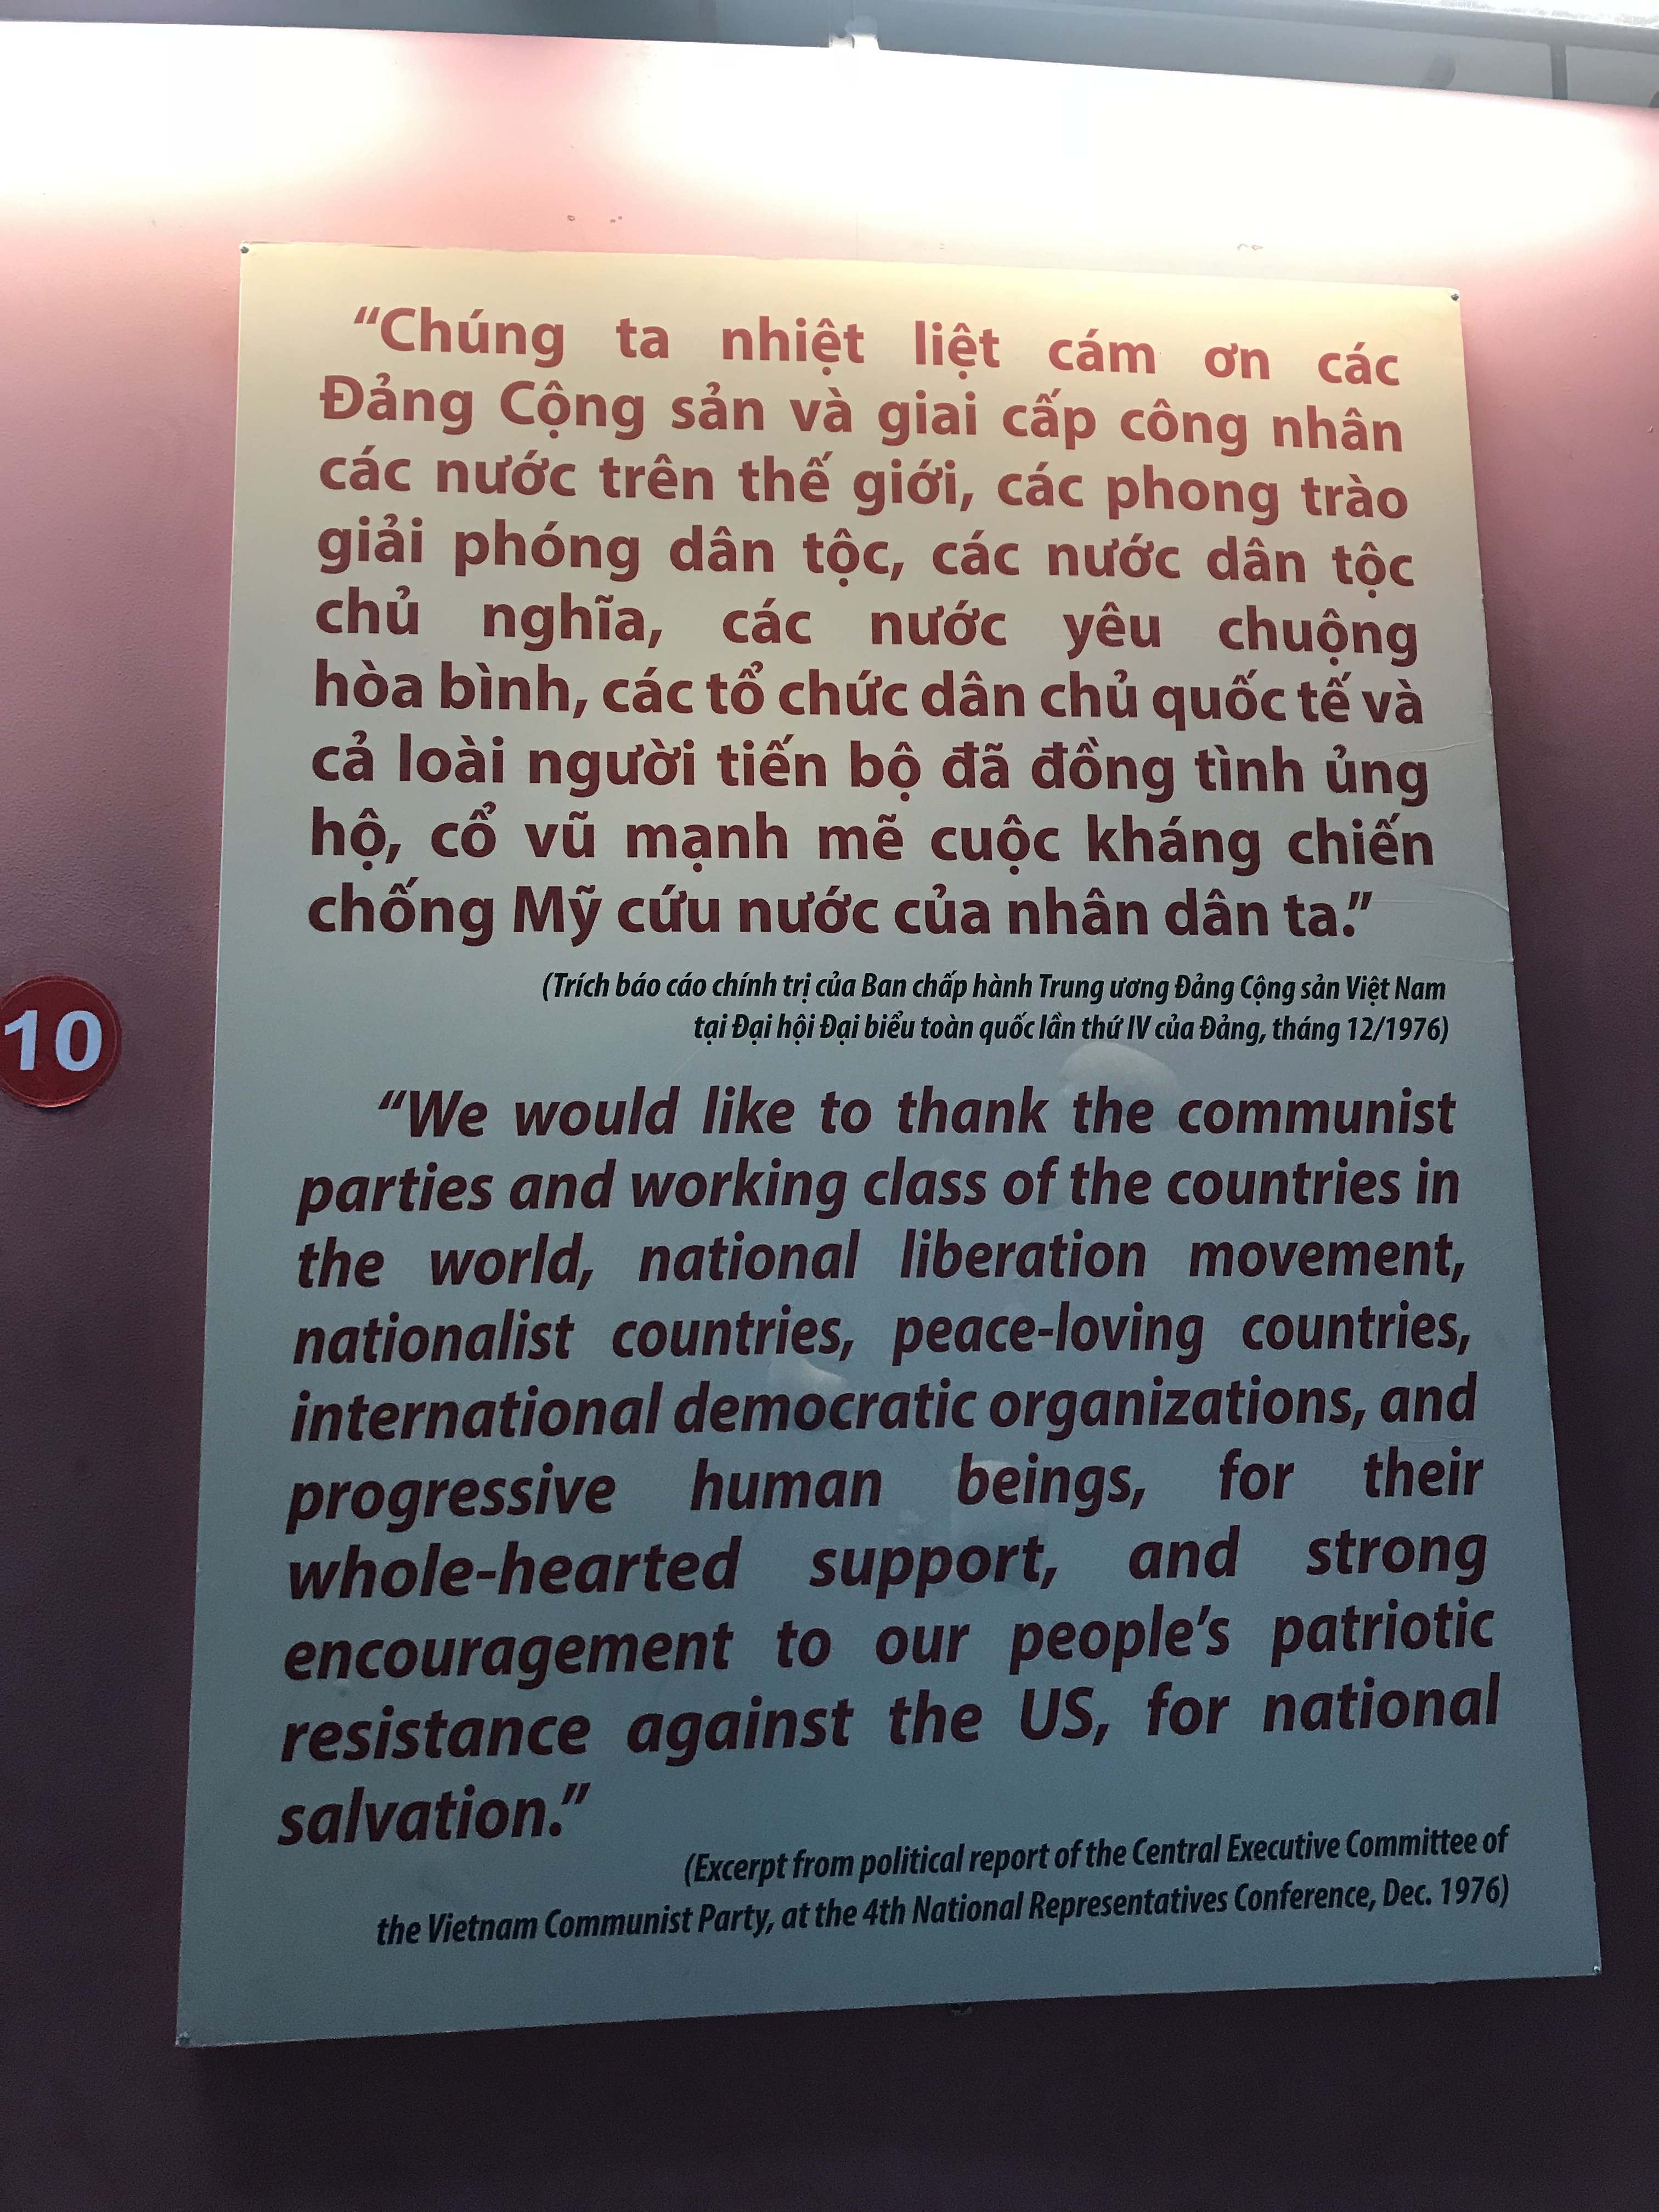 “Chúng ta nhiệt liệt cám ơn các
Đảng Cộng sản và giai cấp công nhân
các nước trên thế giới, các phong trào
giải phóng dân tộc, các nước dân tộc
chủ nghĩa, các nước yêu chuộng
hòa bình, các tổ chức dân chủ quốc tế và
cả loài người tiến bộ đã đồng tình ủng
hộ, cổ vũ mạnh mẽ cuộc kháng chiến
chống Mỹ cứu nước của nhân dân ta.”
(Trích báo cáo chính trị của Ban chấp hành Trung ương Đảng Cộng sản Việt Nam
tại Đại hội Đại biểu toàn quốc lần thứ IV của Đảng, tháng 12/1976)
10
“We would like to thank the communist
parties and working class of the countries in
the world, national liberation movement,
nationalist countries, peace-loving countries,
international democratic organizations, and
progressive human beings, for their
whole-hearted support, and strong
encouragement to our people’s patriotic
resistance against the US, for national
salvation.”
(Excerpt from political report of the Central Executive Committee of
the Vietnam Communist Party, at the 4th National Representatives Conference, Dec. 1976)